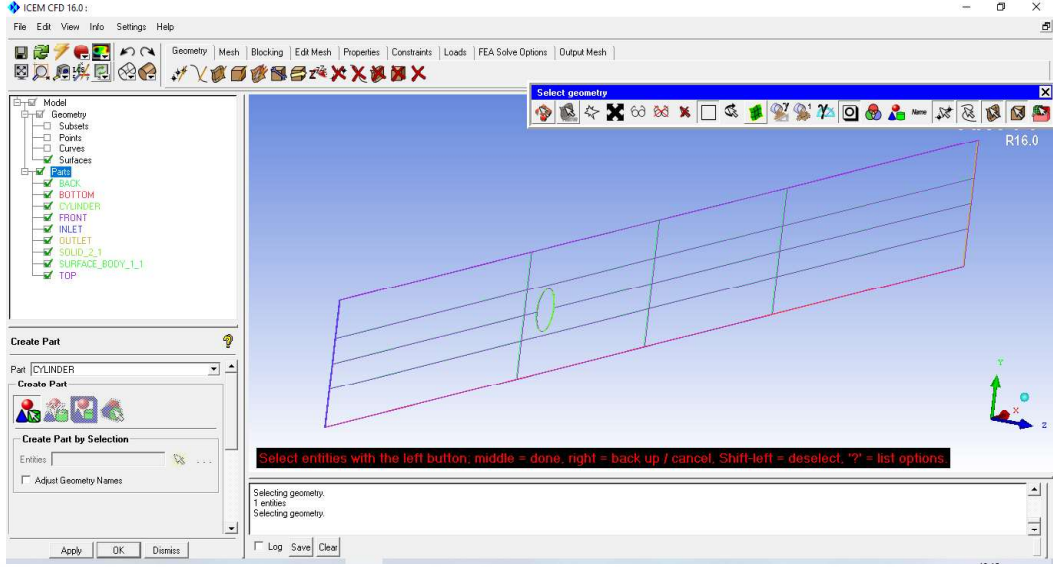 ICEM CFD 16.0 :
File Edit View Info Settings Help
Geometry Mesh Blocking Edit Mesh Properties Constraints Loads FEA Solve Options Output Mesh
Select geometry
Name
R16.0
Model
Geometry
Subsets
Points
Curves
Surfaces
Parts
BACK
BOTTOM
CYLINDER
FRONT
INLET
OUTLET
SOLID_2_1
SURFACE_BODY_1_1
TOP
Create Part
Part CYLINDER
Create Part
Create Part by Selection
Entities
Adjust Geometry Names
Apply OK Dismiss
Y
X
Z
Select entities with the left button; middle = done, right = back up / cancel, Shift-left = deselect, '?' = list options.
Selecting geometry.
1 entities
Selecting geometry.
Log Save Clear